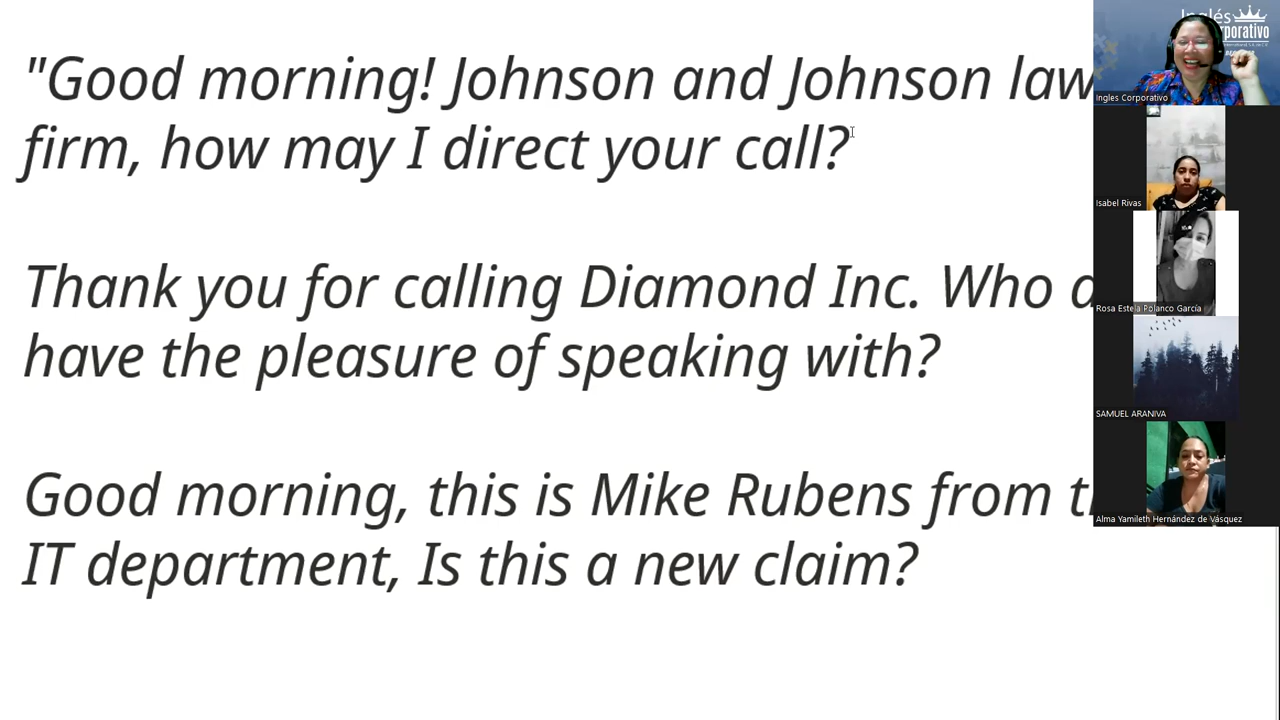 "Good morning! Johnson and Johnson law
firm, how may I direct your call?
Thank you for calling Diamond Inc. Who
have the pleasure of speaking with?
Good morning, this is Mike Rubens from
IT department, Is this a new claim?
Inglés
Ingles Corporativo
Isabel Rivas
Rosa Estela Polanco García
SAMUEL ARANIVA
Alma Yamileth Hernández de Vásquez